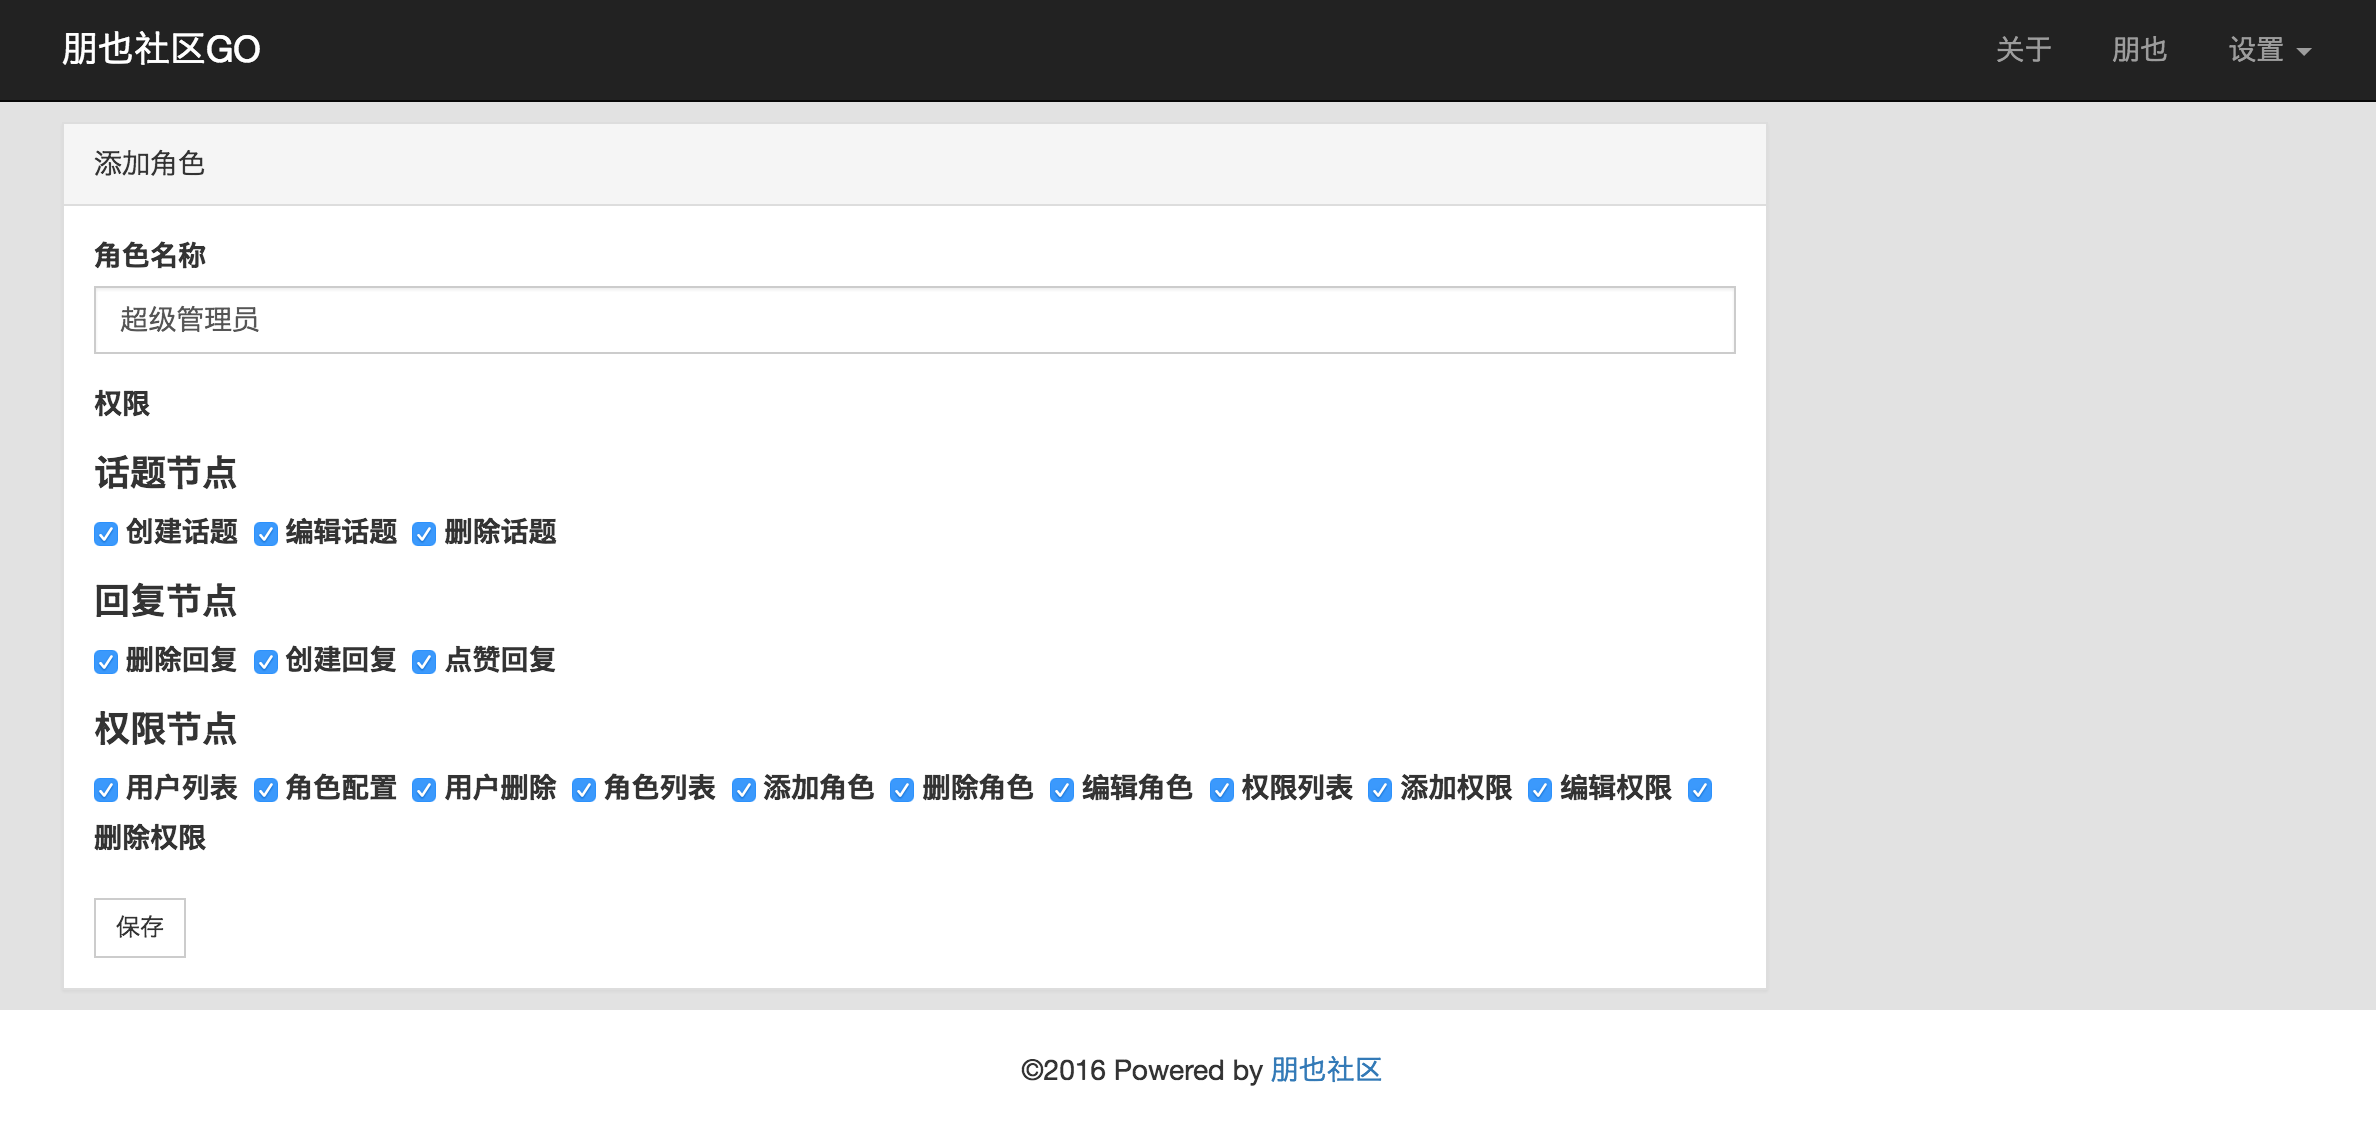 朋也社区GO 关于 朋也 设置
添加角色
角色名称
超级管理员
权限
话题节点
创建话题 编辑话题 删除话题
回复节点
删除回复 创建回复 点赞回复
权限节点
用户列表 角色配置 用户删除 角色列表 添加角色 删除角色 编辑角色 权限列表 添加权限 编辑权限
删除权限
保存
©2016 Powered by 朋也社区